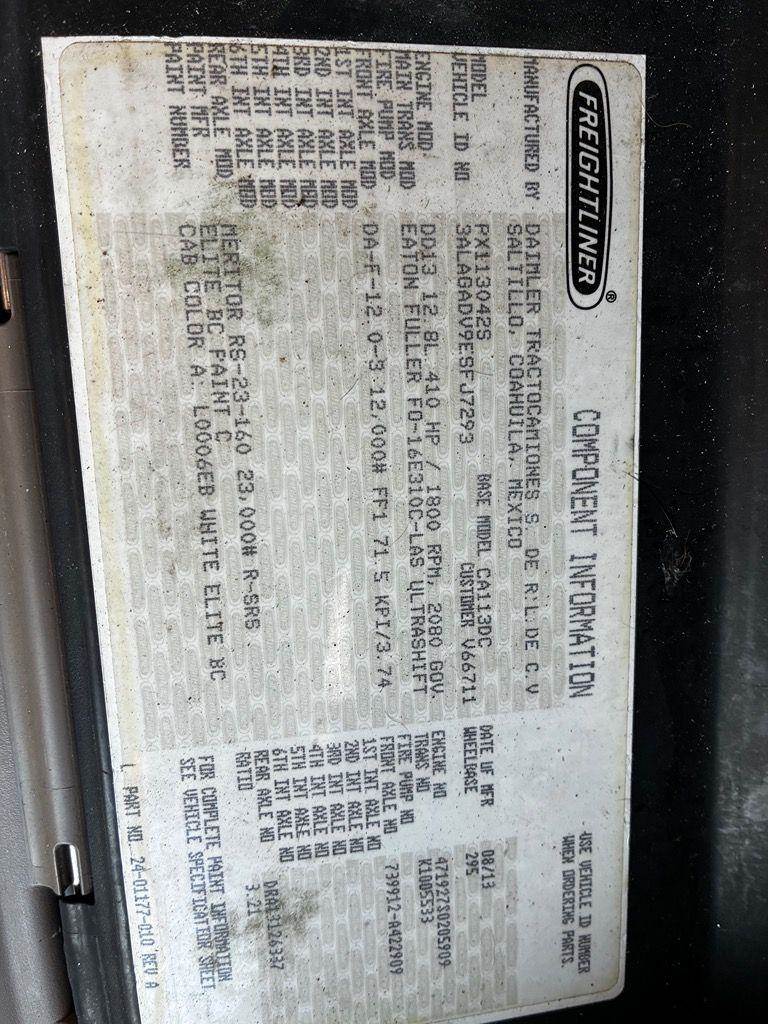 FREIGHTLINER ®
COMPONENT INFORMATION
-USE VEHICLE ID NUMBER
WHEN ORDERING PARTS.
MANUFACTURED BY DAIMLER TRACTOCAMIONES S. DE R. L. DE C. V
SALTILLO, COAHUILA, MEXICO
MODEL PX113042S BASE MODEL CA113DC DATE OF MFR 08/13
VEHICLE ID NO 3ALAGADV9ESFJ7293 CUSTOMER V66711 WHEELBASE 295
ENGINE MOD DD13 12.8L 410 HP / 1800 RPM, 2080 GOV. ENGINE NO 471927S0205909
MAIN TRANS MOD EATON FULLER FO-16E310C-LAS ULTRASHIFT TRANS NO K1005533
FIRE PUMP MOD FIRE PUMP NO
FRONT AXLE MOD DA-F-12.0-3 12,000# FF1 71.5 KPI/3.74 FRONT AXLE NO 739912-A422909
1ST INT AXLE MOD 1ST INT AXLE NO
2ND INT AXLE MOD 2ND INT AXLE NO
3RD INT AXLE MOD 3RD INT AXLE NO
4TH INT AXLE MOD 4TH INT AXLE NO
5TH INT AXLE MOD 5TH INT AXLE NO
6TH INT AXLE MOD 6TH INT AXLE NO
REAR AXLE MOD MERITOR RS-23-160 23,000# R-SRS REAR AXLE NO
PAINT MFR ELITE BC PAINT C RATIO 3.21
PAINT NUMBER CAB COLOR A: L0006EB WHITE ELITE BC
FOR COMPLETE PAINT INFORMATION
SEE VEHICLE SPECIFICATION SHEET
PART NO. 24-01177-010 REV A